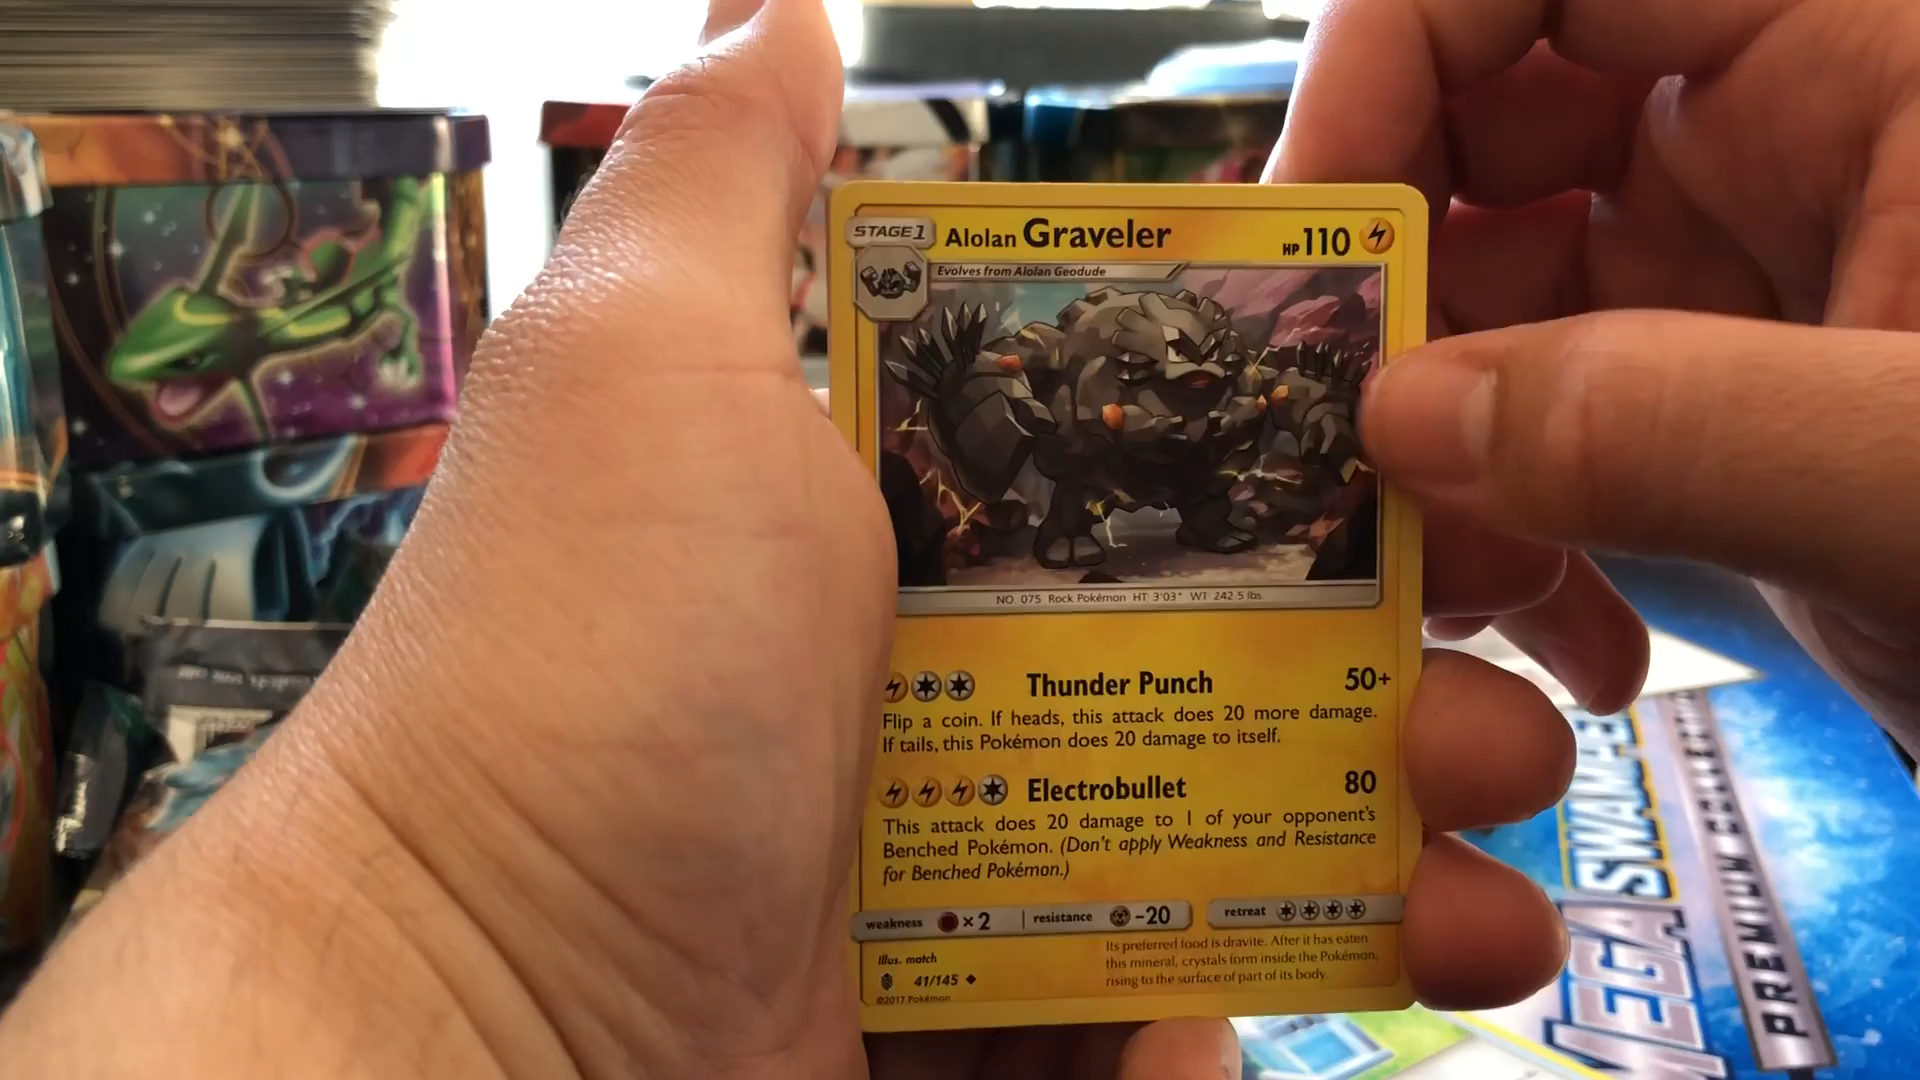 STAGE1 Alolan Graveler HP 110
Evolves from Alolan Geodude
NO. 075 Rock Pokémon HT: 3'03" WT: 242.5 lbs.
Thunder Punch 50+
Flip a coin. If heads, this attack does 20 more damage.
If tails, this Pokémon does 20 damage to itself.
Electrobullet 80
This attack does 20 damage to 1 of your opponent's
Benched Pokémon. (Don't apply Weakness and Resistance
for Benched Pokémon.)
weakness ×2 resistance -20 retreat
Its preferred food is dravite. After it has eaten
this mineral, crystals form inside the Pokémon,
rising to the surface of part of its body.
Illus. match
41/145
©2017 Pokémon
MEGA SWAMPERT
PREMIUM COLLECTION